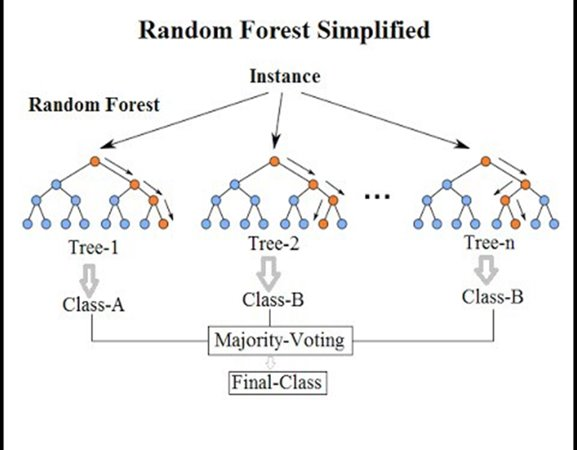 Random Forest Simplified
Instance
Random Forest
...
Tree-1
Tree-2
Tree-n
Class-A
Class-B
Class-B
Majority-Voting
Final-Class